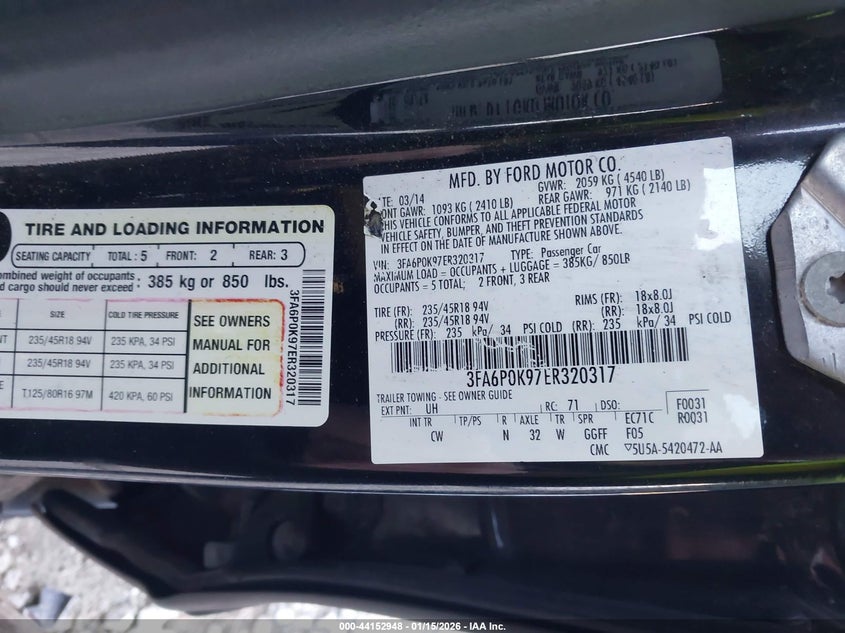 TIRE AND LOADING INFORMATION
SEATING CAPACITY TOTAL: 5 FRONT: 2 REAR: 3
combined weight of occupants
cargo should never exceed: 385 kg or 850 lbs.
SIZE COLD TIRE PRESSURE
235/45R18 94V 235 KPA, 34 PSI
235/45R18 94V 235 KPA, 34 PSI
T125/80R16 97M 420 KPA, 60 PSI
SEE OWNERS
MANUAL FOR
ADDITIONAL
INFORMATION
3FA6P0K97ER320317
MFD. BY FORD MOTOR CO.
03/14 GVWR: 2059 KG ( 4540 LB)
GAWR: 1093 KG ( 2410 LB) REAR GAWR: 971 KG ( 2140 LB)
THIS VEHICLE CONFORMS TO ALL APPLICABLE FEDERAL MOTOR
VEHICLE SAFETY, BUMPER, AND THEFT PREVENTION STANDARDS
IN EFFECT ON THE DATE OF MANUFACTURE SHOWN ABOVE.
VIN: 3FA6P0K97ER320317 TYPE: Passenger Car
MAXIMUM LOAD = OCCUPANTS + LUGGAGE = 385KG/ 850LB
OCCUPANTS = 5 TOTAL; 2 FRONT, 3 REAR
TIRE (FR): 235/45R18 94V RIMS (FR): 18x8.0J
(RR): 235/45R18 94V (RR): 18x8.0J
PRESSURE (FR): 235 kPa/ 34 PSI COLD (RR): 235 kPa/ 34 PSI COLD
3FA6P0K97ER320317
TRAILER TOWING - SEE OWNER GUIDE
EXT PNT: UH RC: 71 DSO: F0031
R0031
INT TR TP/PS R AXLE TR SPR EC71C
CW N 32 W GGFF F05
CMC ▽5U5A-5420472-AA
000-44152948 - 01/15/2026 - IAA Inc.